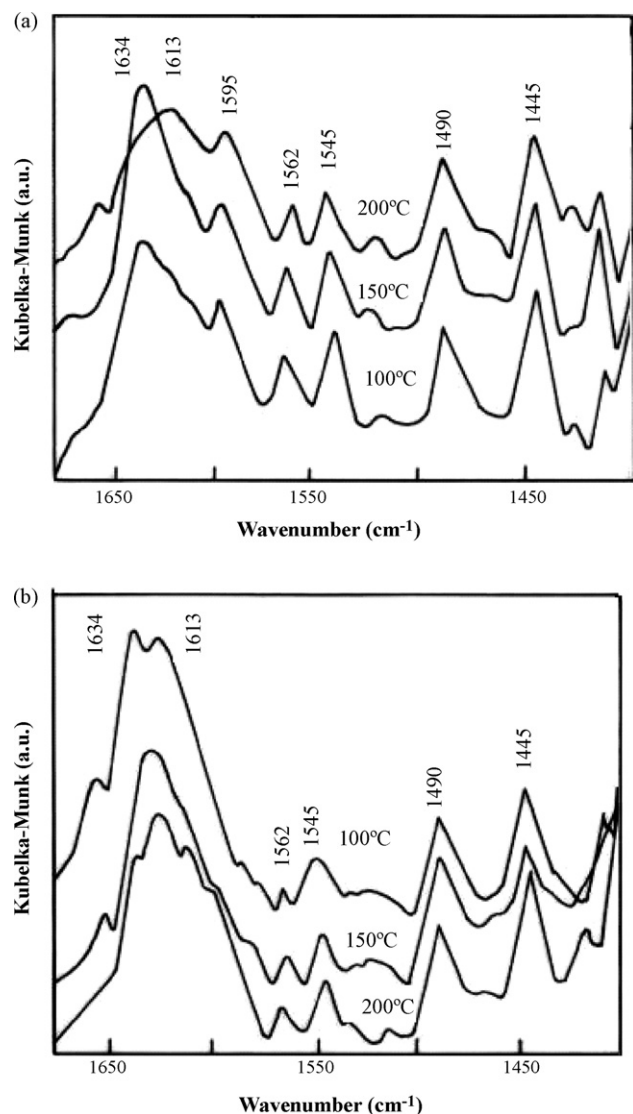 (a)
1634
1613
1595
1562
1545
1490
1445
200ºC
150ºC
100ºC
Kubelka-Munk (a.u.)
1650
1550
1450
Wavenumber (cm-1)
(b)
1634
1613
1562
1545
1490
1445
100ºC
150ºC
200ºC
Kubelka-Munk (a.u.)
1650
1550
1450
Wavenumber (cm-1)